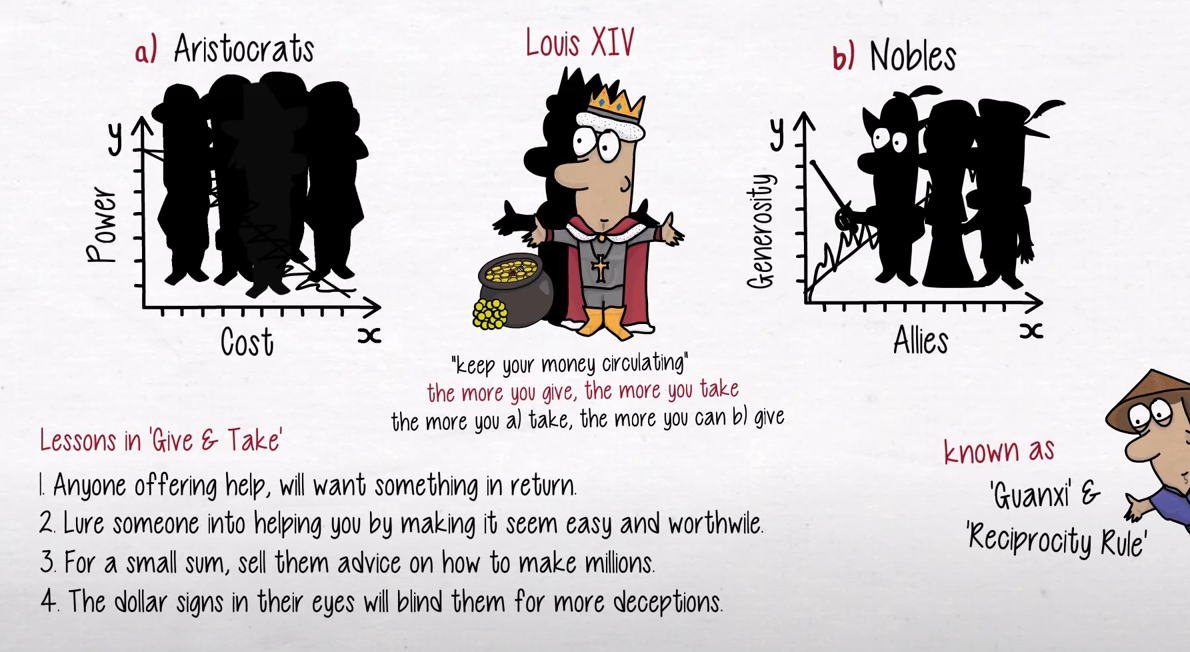 a) Aristocrats
y
Power
Cost
x
Louis XIV
"keep your money circulating"
the more you give, the more you take
the more you a) take, the more you can b) give
b) Nobles
y
Generosity
Allies
x
Lessons in 'Give & Take'
1. Anyone offering help, will want something in return.
2. Lure someone into helping you by making it seem easy and worthwile.
3. For a small sum, sell them advice on how to make millions.
4. The dollar signs in their eyes will blind them for more deceptions.
known as
'Guanxi' &
'Reciprocity Rule'